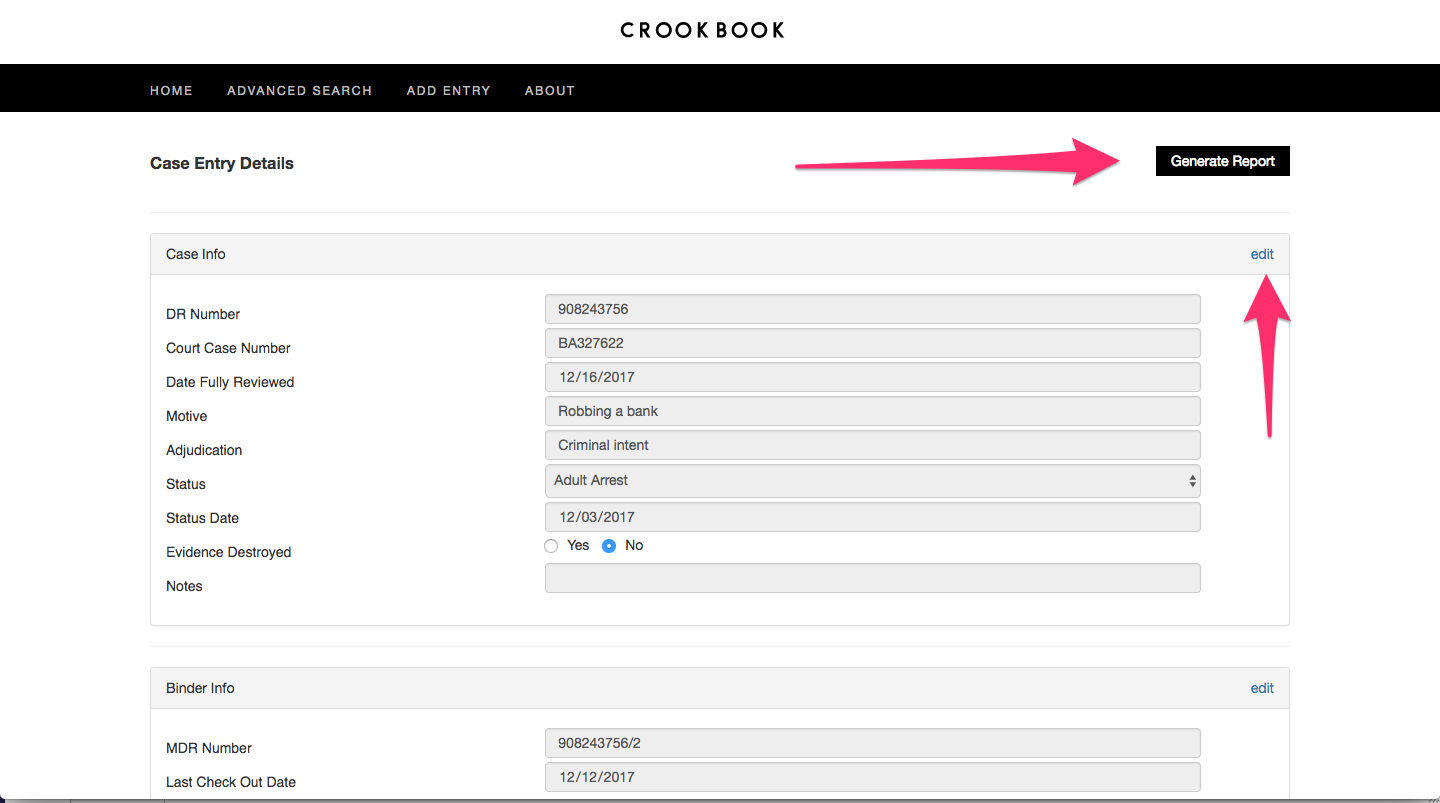 CROOKBOOK
HOME ADVANCED SEARCH ADD ENTRY ABOUT
Case Entry Details Generate Report
Case Info edit
DR Number 908243756
Court Case Number BA327622
Date Fully Reviewed 12/16/2017
Motive Robbing a bank
Adjudication Criminal intent
Status Adult Arrest
Status Date 12/03/2017
Evidence Destroyed Yes No
Notes
Binder Info edit
MDR Number 908243756/2
Last Check Out Date 12/12/2017